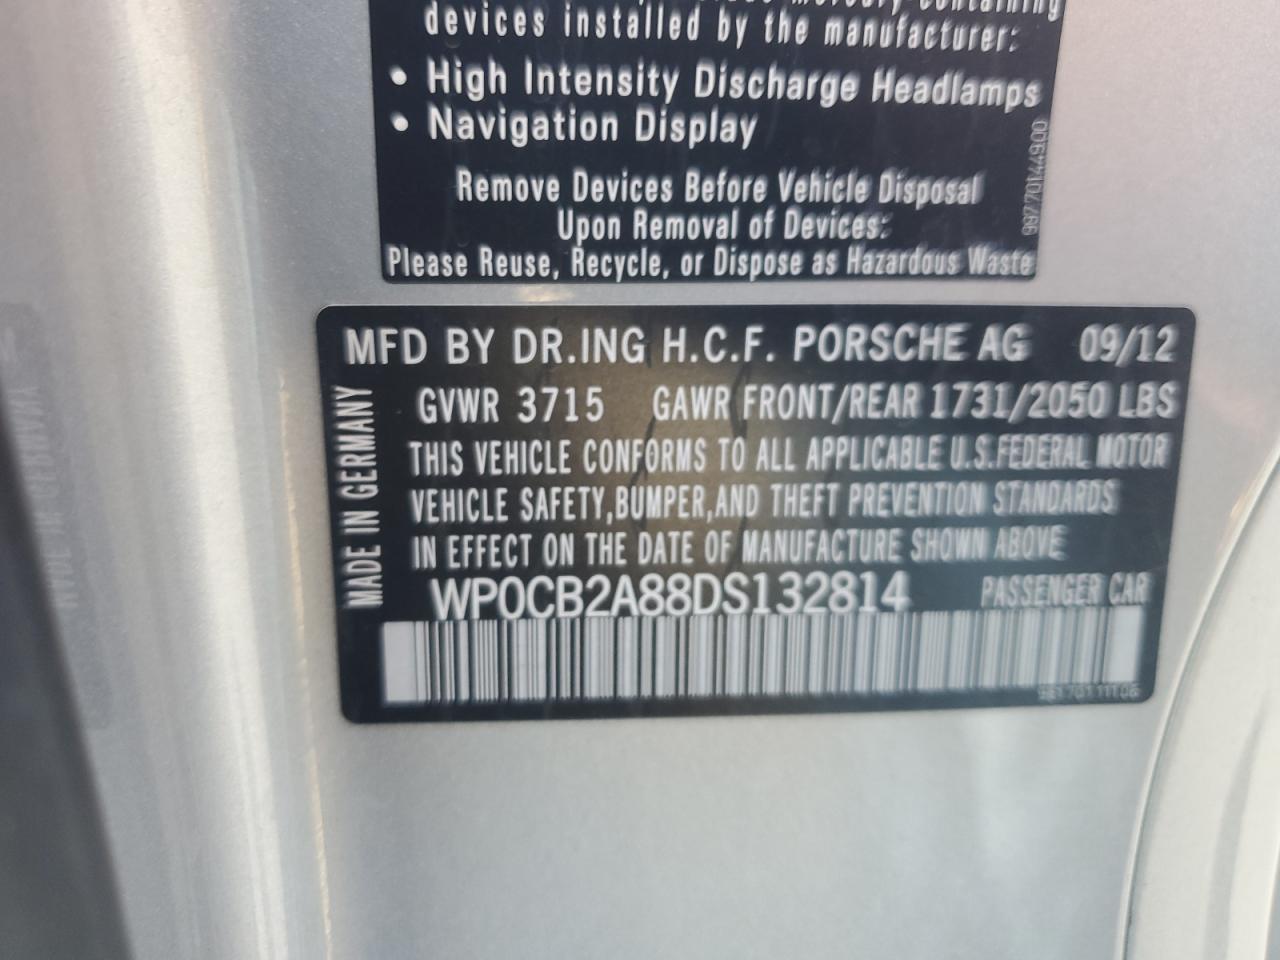 devices installed by the manufacturer:
• High Intensity Discharge Headlamps
• Navigation Display
Remove Devices Before Vehicle Disposal
Upon Removal of Devices:
Please Reuse, Recycle, or Dispose as Hazardous Waste
99770144900
MFD BY DR.ING H.C.F. PORSCHE AG 09/12
GVWR 3715 GAWR FRONT/REAR 1731/2050 LBS
THIS VEHICLE CONFORMS TO ALL APPLICABLE U.S.FEDERAL MOTOR
VEHICLE SAFETY,BUMPER,AND THEFT PREVENTION STANDARDS
IN EFFECT ON THE DATE OF MANUFACTURE SHOWN ABOVE
WP0CB2A88DS132814 PASSENGER CAR
MADE IN GERMANY